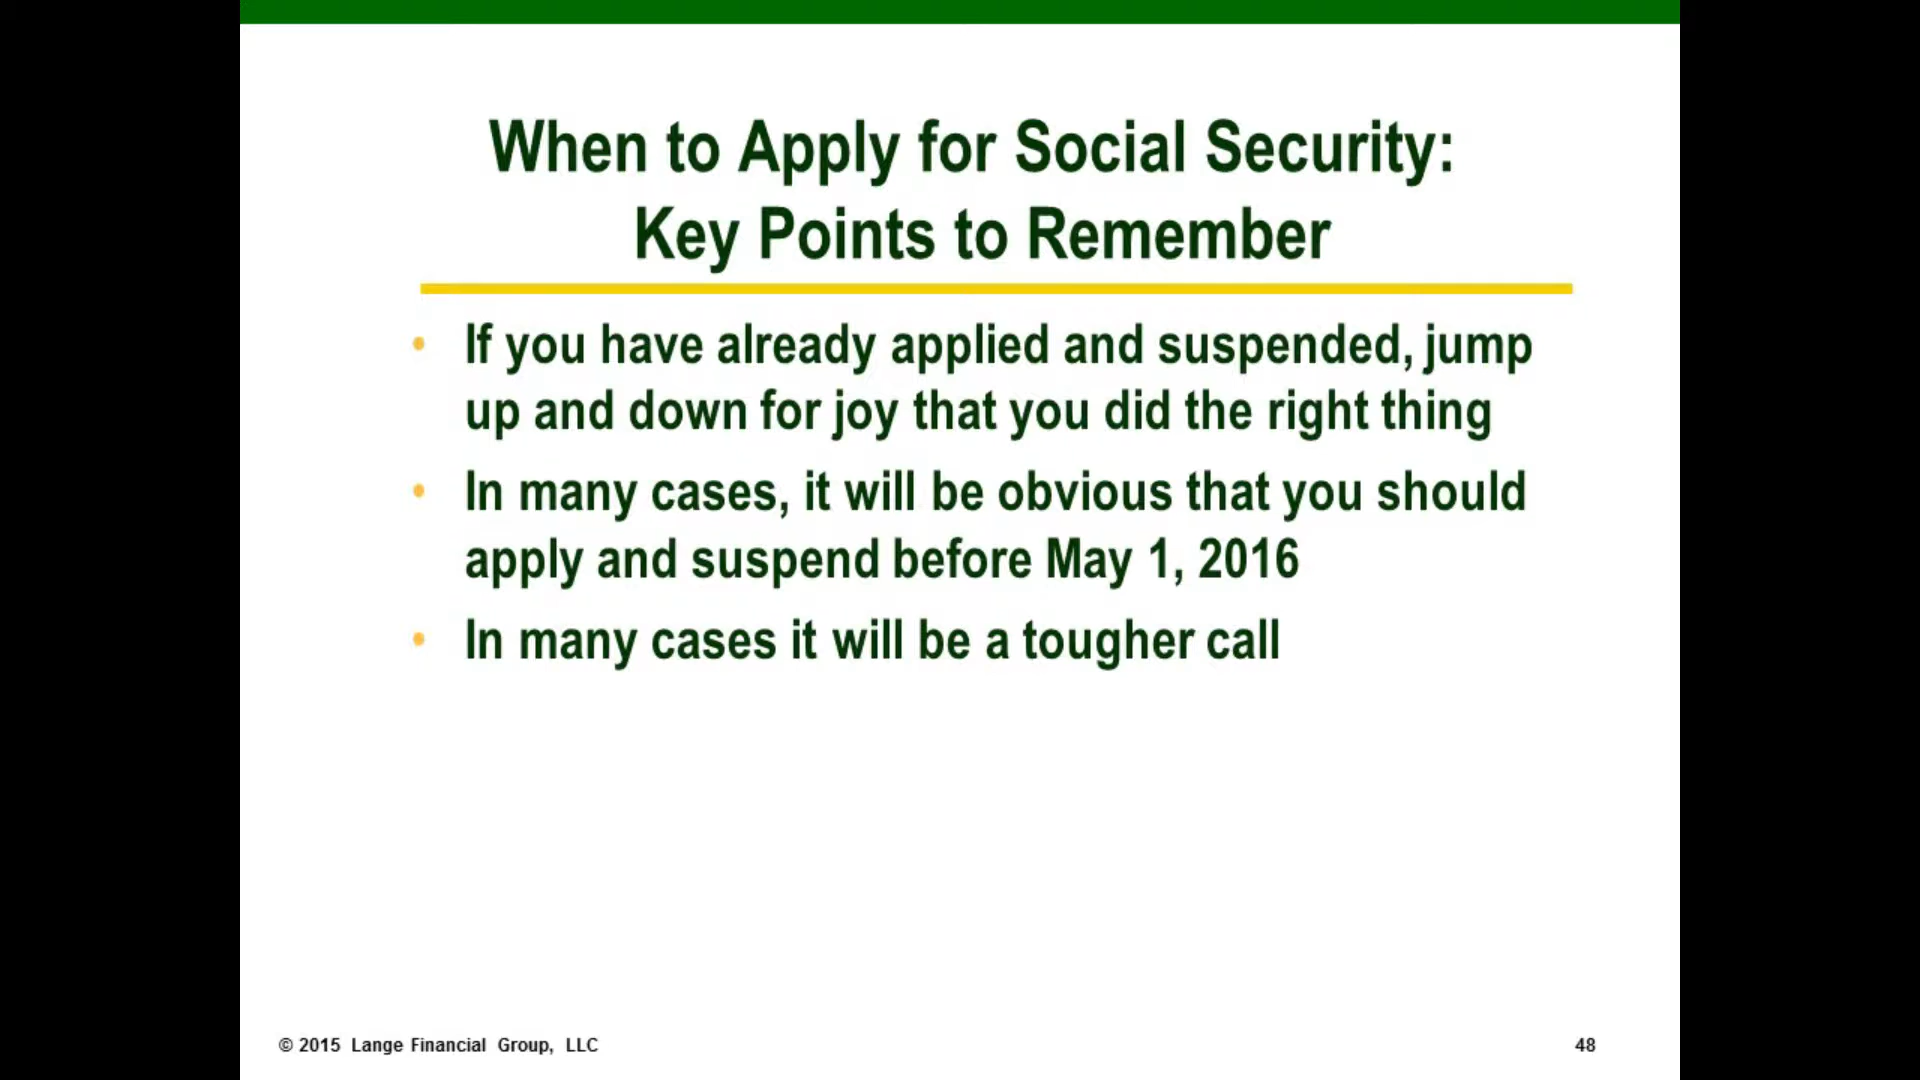 When to Apply for Social Security:
Key Points to Remember
• If you have already applied and suspended, jump
up and down for joy that you did the right thing
• In many cases, it will be obvious that you should
apply and suspend before May 1, 2016
• In many cases it will be a tougher call
© 2015 Lange Financial Group, LLC
48